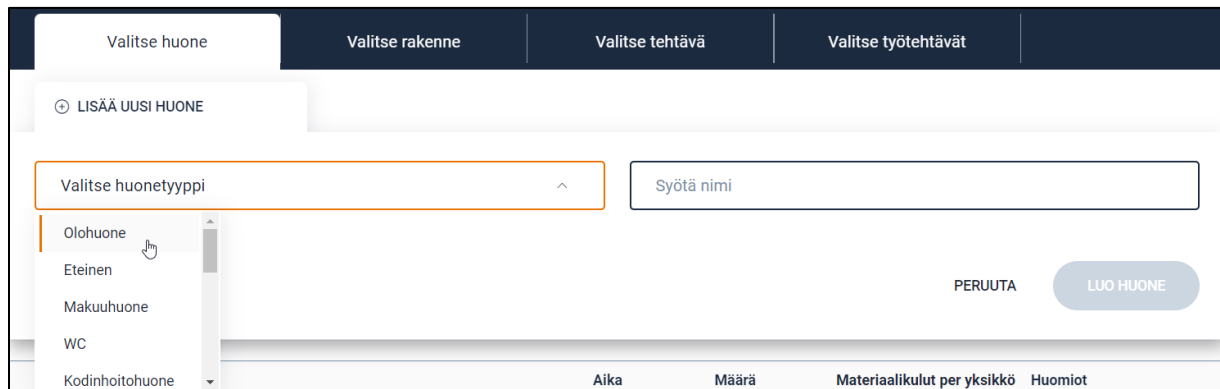 Valitse huone
Valitse rakenne
Valitse tehtävä
Valitse työtehtävät
LISÄÄ UUSI HUONE
Valitse huonetyyppi
Syötä nimi
Olohuone
Eteinen
Makuuhuone
WC
Kodinhoitohuone
PERUUTA
LUO HUONE
Aika
Määrä
Materiaalikulut per yksikkö
Huomiot